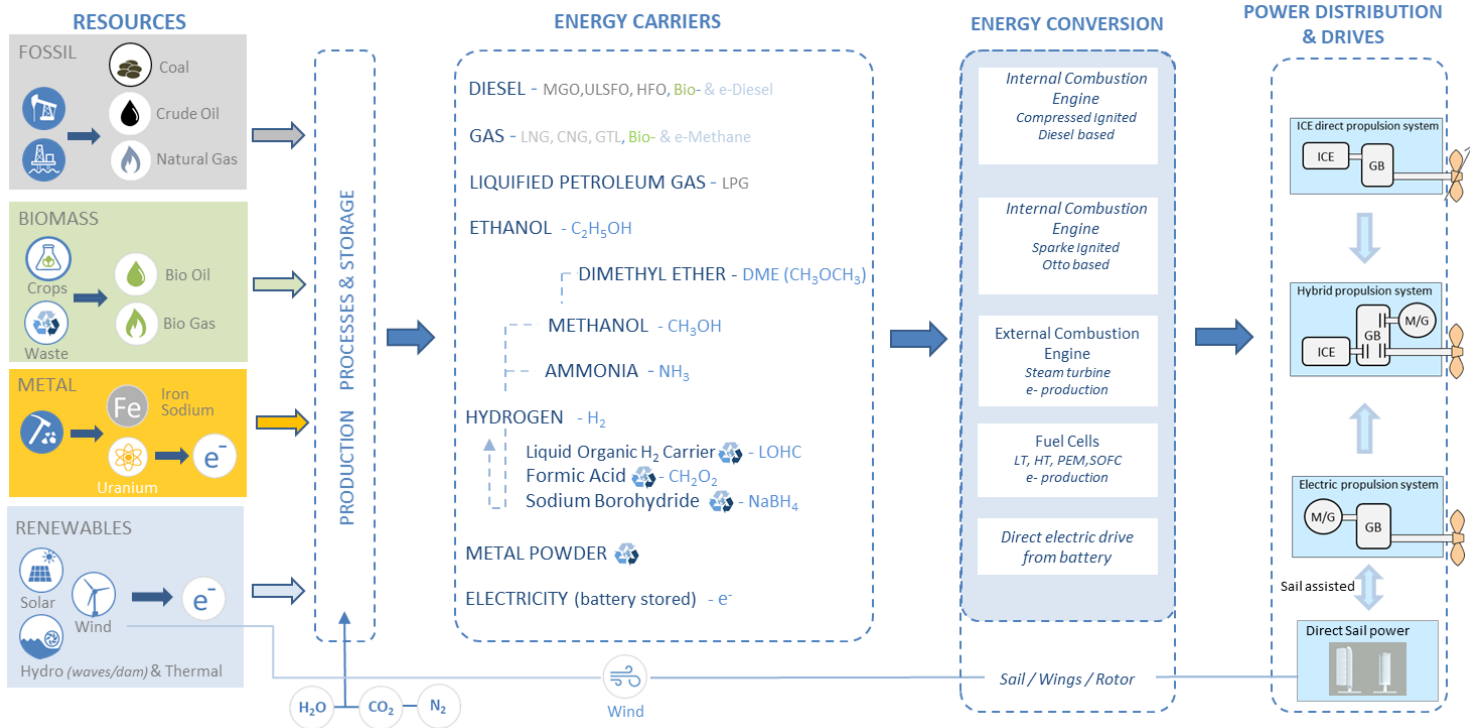 RESOURCES
FOSSIL
Coal
Crude Oil
Natural Gas
BIOMASS
Crops
Waste
Bio Oil
Bio Gas
METAL
Fe
Iron
Sodium
Uranium
e⁻
RENEWABLES
Solar
Wind
e⁻
Hydro (waves/dam) & Thermal
PRODUCTION PROCESSES & STORAGE
H₂O
CO₂
N₂
ENERGY CARRIERS
DIESEL - MGO,ULSFO, HFO, Bio- & e-Diesel
GAS - LNG, CNG, GTL, Bio- & e-Methane
LIQUIFIED PETROLEUM GAS - LPG
ETHANOL - C₂H₅OH
DIMETHYL ETHER - DME (CH₃OCH₃)
METHANOL - CH₃OH
AMMONIA - NH₃
HYDROGEN - H₂
Liquid Organic H₂ Carrier - LOHC
Formic Acid - CH₂O₂
Sodium Borohydride - NaBH₄
METAL POWDER
ELECTRICITY (battery stored) - e⁻
Wind
ENERGY CONVERSION
Internal Combustion
Engine
Compressed Ignited
Diesel based
Internal Combustion
Engine
Sparke Ignited
Otto based
External Combustion
Engine
Steam turbine
e- production
Fuel Cells
LT, HT, PEM,SOFC
e- production
Direct electric drive
from battery
Sail / Wings / Rotor
POWER DISTRIBUTION
& DRIVES
ICE direct propulsion system
ICE
GB
Hybrid propulsion system
M/G
GB
ICE
Electric propulsion system
M/G
GB
Sail assisted
Direct Sail power